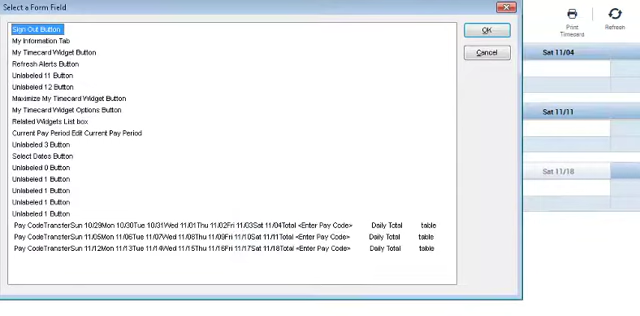 Select a Form Field
Sign Out Button
My Information Tab
My Timecard Widget Button
Refresh Alerts Button
Unlabeled 11 Button
Unlabeled 12 Button
Maximize My Timecard Widget Button
My Timecard Widget Options Button
Related Widgets List box
Current Pay Period Edit Current Pay Period
Unlabeled 3 Button
Select Dates Button
Unlabeled 0 Button
Unlabeled 1 Button
Unlabeled 1 Button
Unlabeled 1 Button
Unlabeled 1 Button
Pay CodeTransferSun 10/29Mon 10/30Tue 10/31Wed 11/01Thu 11/02Fri 11/03Sat 11/04Total <Enter Pay Code> Daily Total table
Pay CodeTransferSun 11/05Mon 11/06Tue 11/07Wed 11/08Thu 11/09Fri 11/10Sat 11/11Total <Enter Pay Code> Daily Total table
Pay CodeTransferSun 11/12Mon 11/13Tue 11/14Wed 11/15Thu 11/16Fri 11/17Sat 11/18Total <Enter Pay Code> Daily Total table
OK
Cancel
Print
Timecard
Refresh
Sat 11/04
Sat 11/11
Sat 11/18